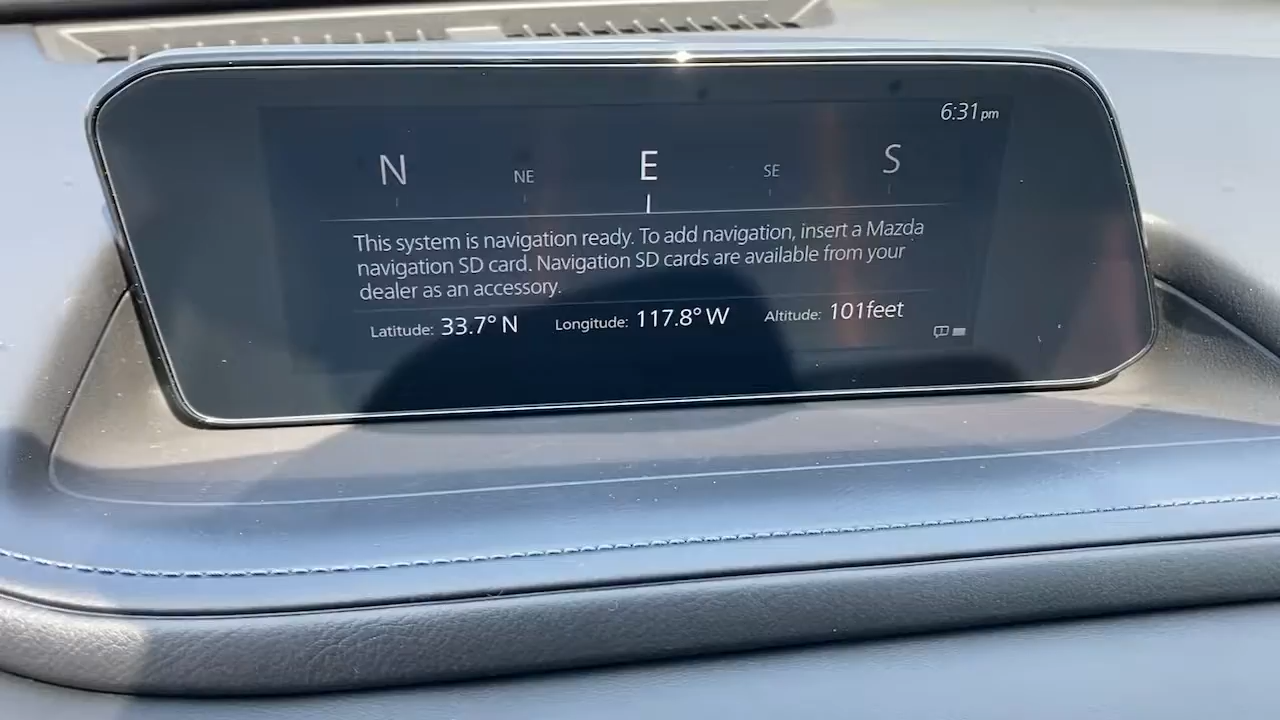 6:31 pm
N NE E SE S
This system is navigation ready. To add navigation, insert a Mazda
navigation SD card. Navigation SD cards are available from your
dealer as an accessory.
Latitude: 33.7° N Longitude: 117.8° W Altitude: 101feet